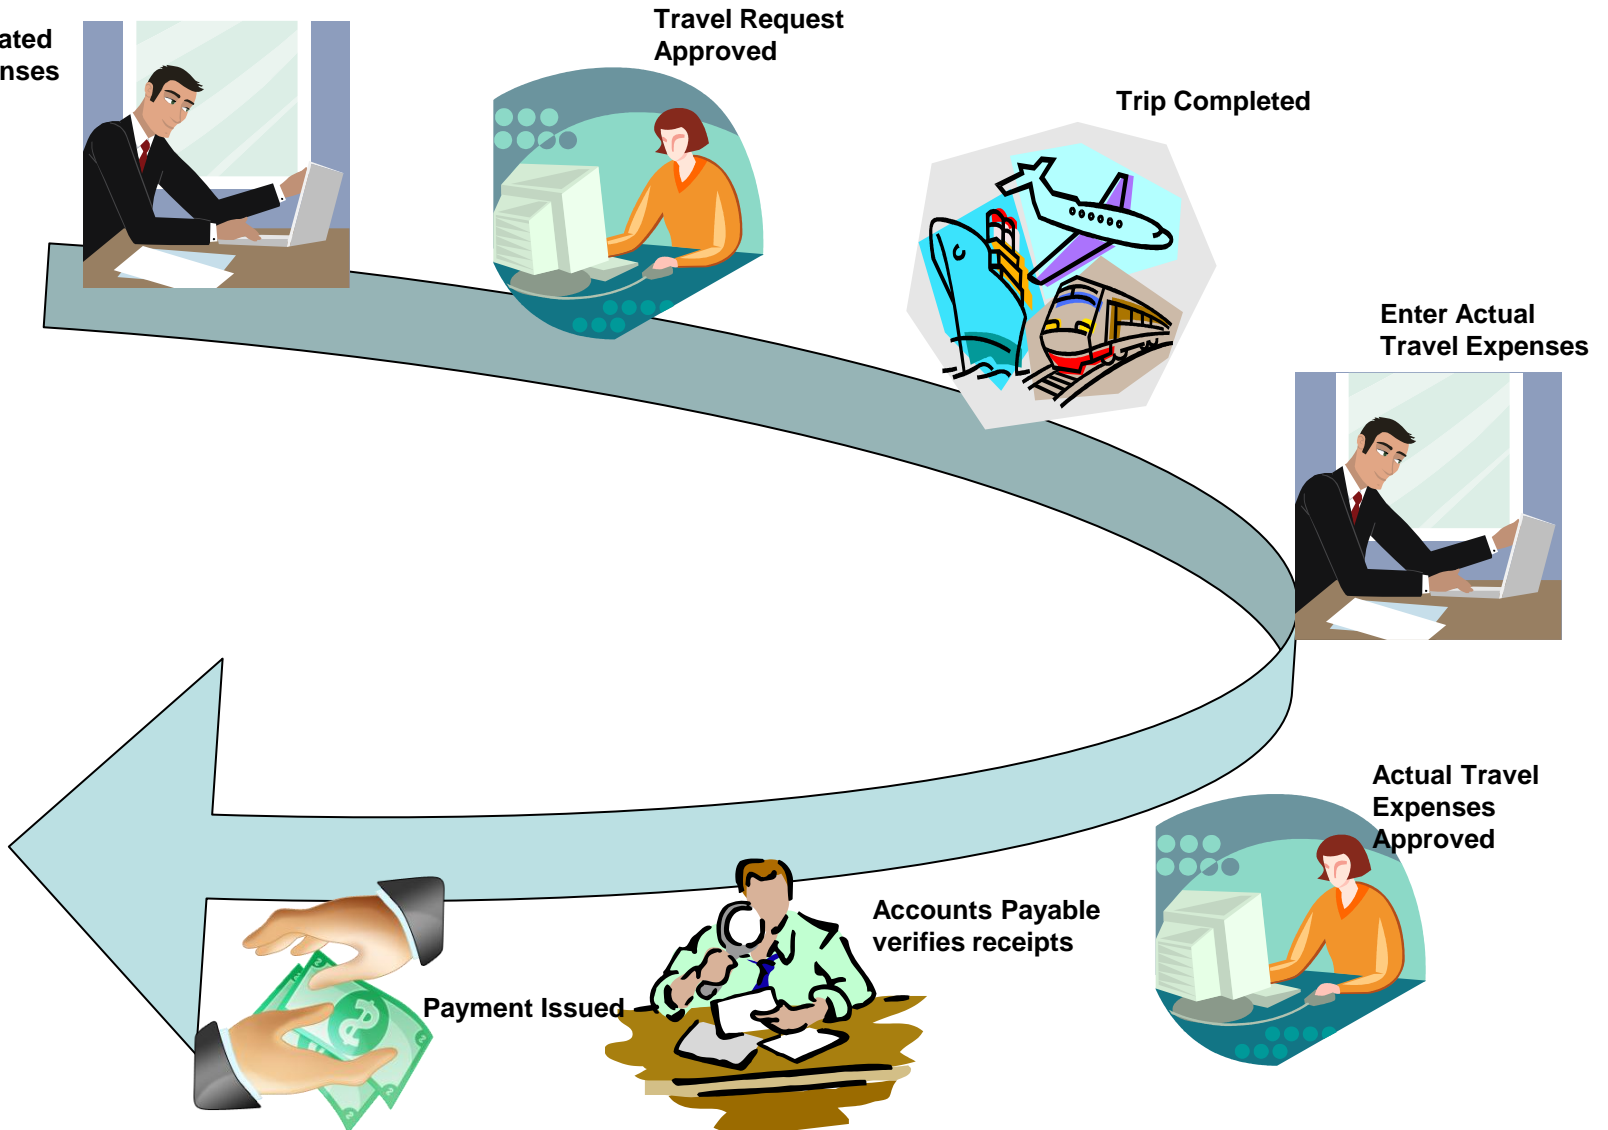 ated
nses
Travel Request
Approved
Trip Completed
Enter Actual
Travel Expenses
Actual Travel
Expenses
Approved
Accounts Payable
verifies receipts
Payment Issued